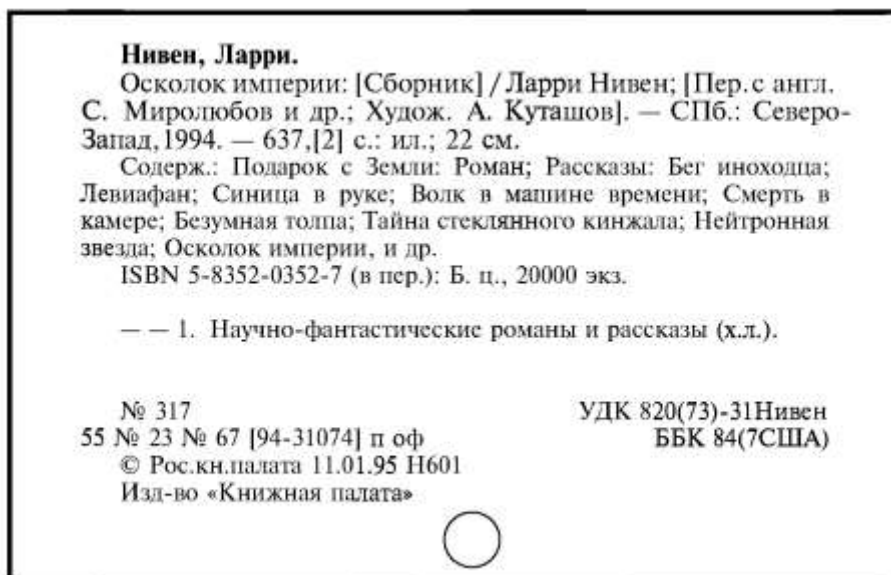 Нивен, Ларри.
Осколок империи: [Сборник] / Ларри Нивен; [Пер. с англ.
С. Миролюбов и др.; Худож. А. Куташов]. — СПб.: Северо-
Запад, 1994. — 637,[2] с.: ил.; 22 см.
Содерж.: Подарок с Земли: Роман; Рассказы: Бег иноходца;
Левиафан; Синица в руке; Волк в машине времени; Смерть в
камере; Безумная толпа; Тайна стеклянного кинжала; Нейтронная
звезда; Осколок империи, и др.
ISBN 5-8352-0352-7 (в пер.): Б. ц., 20000 экз.
— — 1. Научно-фантастические романы и рассказы (х.л.).
№ 317 УДК 820(73)-31Нивен
55 № 23 № 67 [94-31074] п оф ББК 84(7США)
© Рос.кн.палата 11.01.95 Н601
Изд-во «Книжная палата»